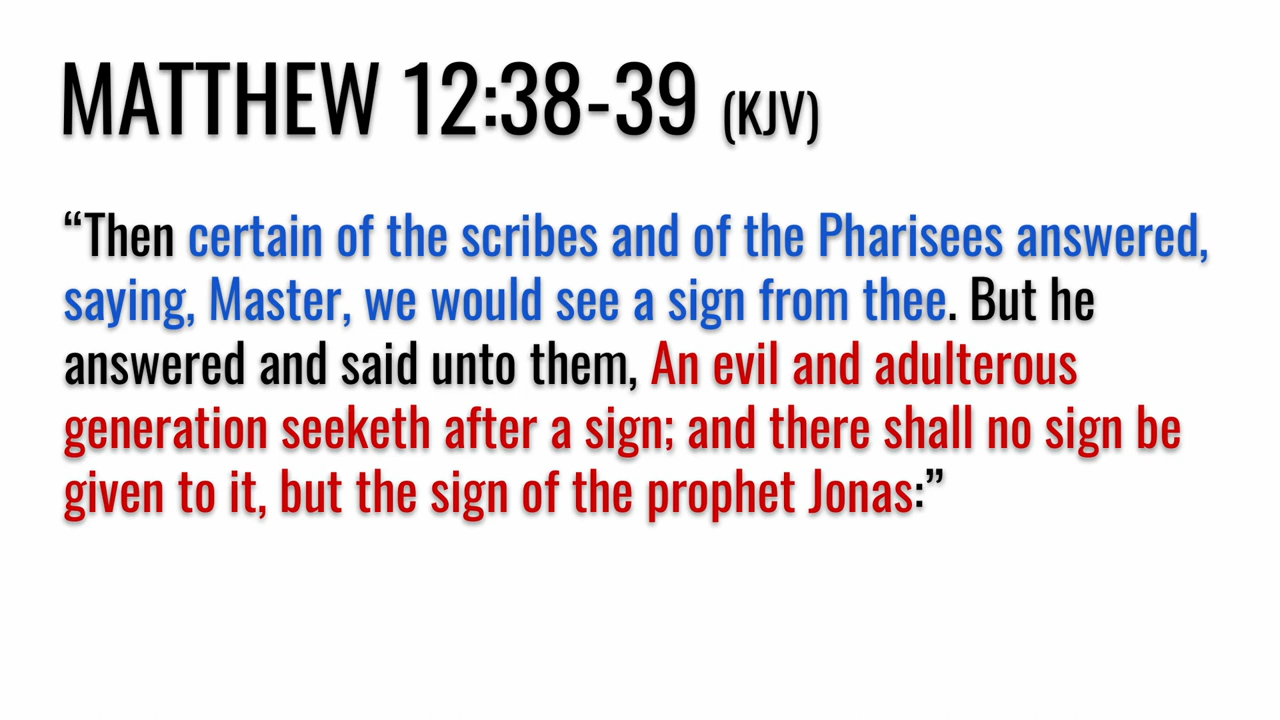 MATTHEW 12:38-39 (KJV)
“Then certain of the scribes and of the Pharisees answered,
saying, Master, we would see a sign from thee. But he
answered and said unto them, An evil and adulterous
generation seeketh after a sign; and there shall no sign be
given to it, but the sign of the prophet Jonas:”